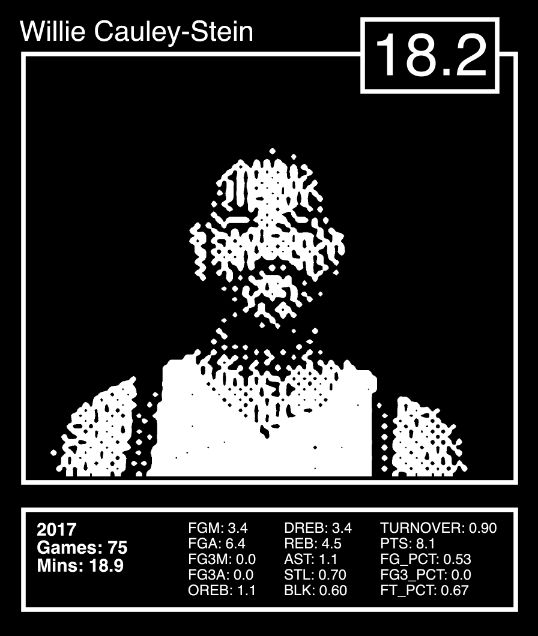 Willie Cauley-Stein
18.2
2017
Games: 75
Mins: 18.9
FGM: 3.4
FGA: 6.4
FG3M: 0.0
FG3A: 0.0
OREB: 1.1
DREB: 3.4
REB: 4.5
AST: 1.1
STL: 0.70
BLK: 0.60
TURNOVER: 0.90
PTS: 8.1
FG_PCT: 0.53
FG3_PCT: 0.0
FT_PCT: 0.67